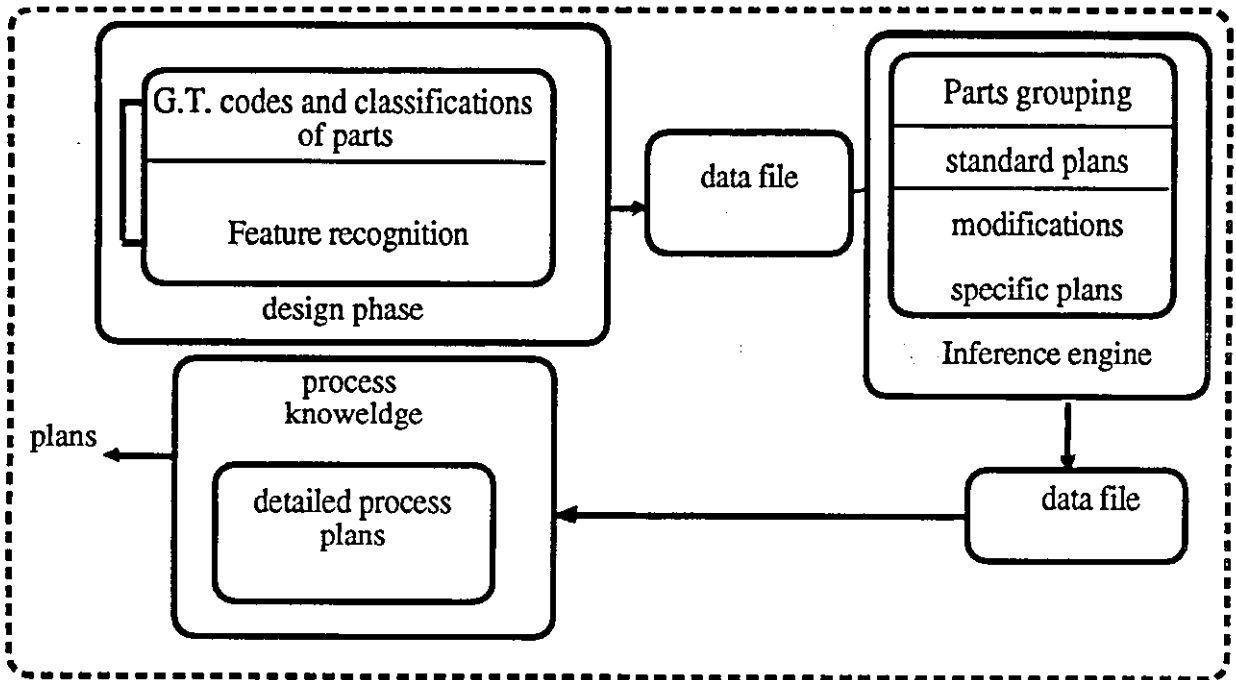 G.T. codes and classifications
of parts
Feature recognition
design phase
data file
Parts grouping
standard plans
modifications
specific plans
Inference engine
data file
process
knoweldge
detailed process
plans
plans